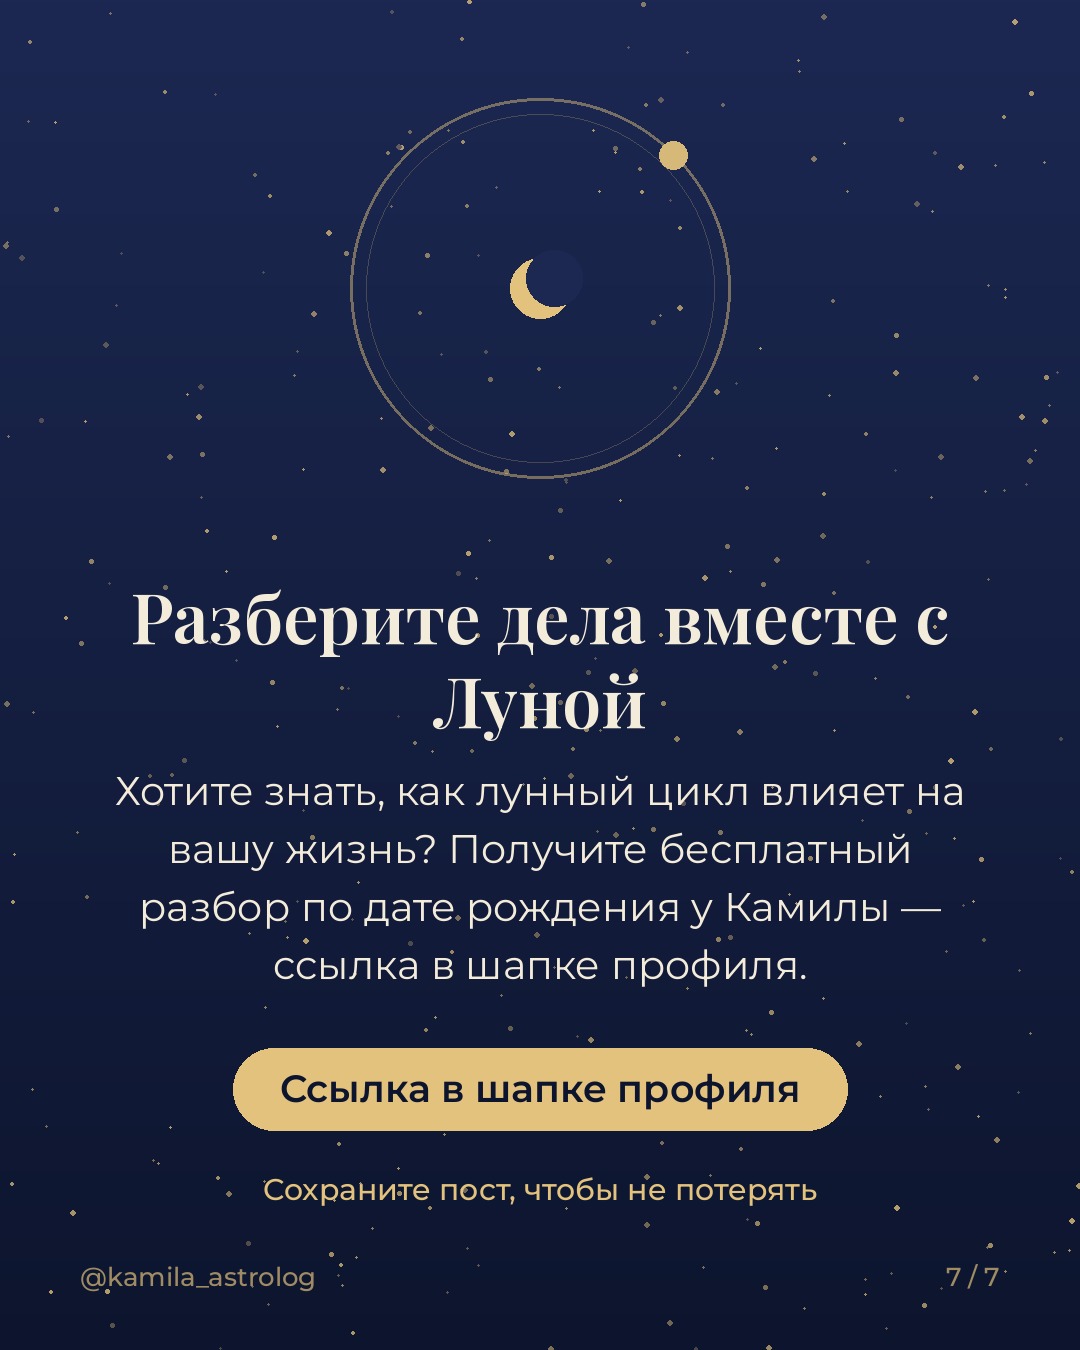 Разберите дела вместе с
Луной
Хотите знать, как лунный цикл влияет на
вашу жизнь? Получите бесплатный
разбор по дате рождения у Камилы —
ссылка в шапке профиля.
Ссылка в шапке профиля
Сохраните пост, чтобы не потерять
@kamila_astrolog
7 / 7